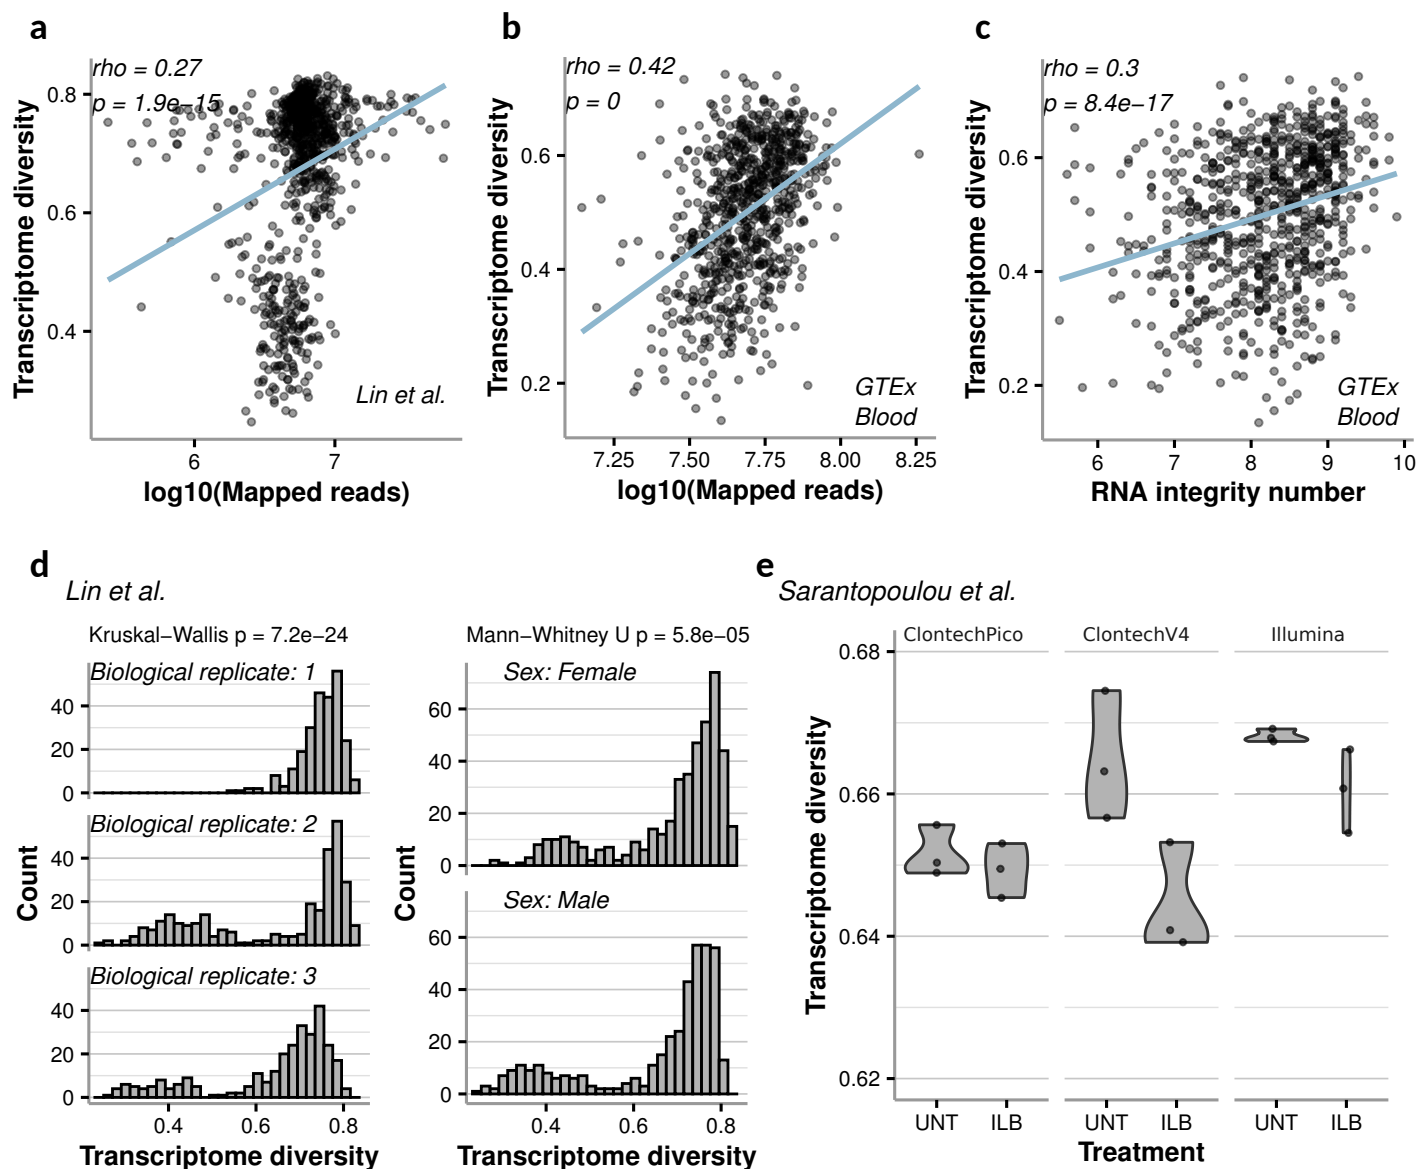 a
rho = 0.27
p = 1.9e−15
Transcriptome diversity
0.8
0.6
0.4
Lin et al.
6 7
log10(Mapped reads)
b
rho = 0.42
p = 0
Transcriptome diversity
0.6
0.4
0.2
GTEx
Blood
7.25 7.50 7.75 8.00 8.25
log10(Mapped reads)
c
rho = 0.3
p = 8.4e−17
Transcriptome diversity
0.6
0.4
0.2
GTEx
Blood
6 7 8 9 10
RNA integrity number
d
Lin et al.
Kruskal−Wallis p = 7.2e−24
Biological replicate: 1
40
20
0
Biological replicate: 2
40
20
0
Biological replicate: 3
40
20
0
Count
0.4 0.6 0.8
Transcriptome diversity
Mann−Whitney U p = 5.8e−05
Sex: Female
60
40
20
0
Sex: Male
60
40
20
0
Count
0.4 0.6 0.8
Transcriptome diversity
e
Sarantopoulou et al.
ClontechPico ClontechV4 Illumina
0.68
0.66
0.64
0.62
Transcriptome diversity
UNT ILB UNT ILB UNT ILB
Treatment